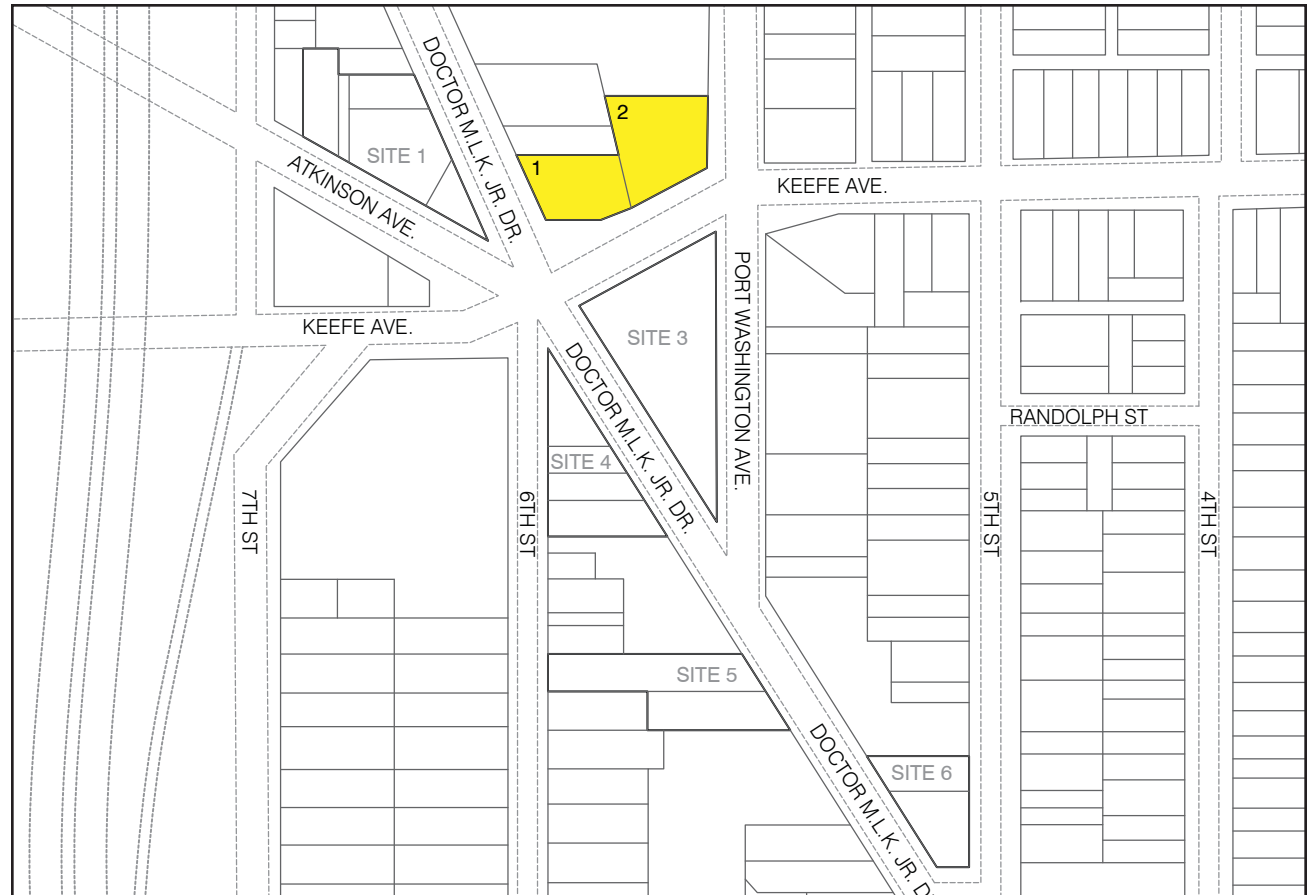 DOCTOR M.L.K. JR. DR.
2
1
SITE 1
ATKINSON AVE.
KEEFE AVE.
KEEFE AVE.
SITE 3
PORT WASHINGTON AVE.
DOCTOR M.L.K. JR. DR.
RANDOLPH ST
SITE 4
7TH ST
6TH ST
5TH ST
4TH ST
SITE 5
SITE 6
DOCTOR M.L.K. JR. D